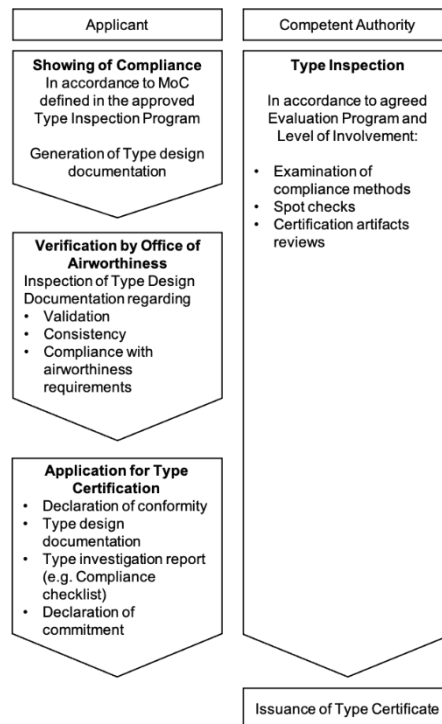 Applicant
Showing of Compliance
In accordance to MoC
defined in the approved
Type Inspection Program
Generation of Type design
documentation
Verification by Office of
Airworthiness
Inspection of Type Design
Documentation regarding
• Validation
• Consistency
• Compliance with
airworthiness
requirements
Application for Type
Certification
• Declaration of conformity
• Type design
documentation
• Type investigation report
(e.g. Compliance
checklist)
• Declaration of
commitment
Competent Authority
Type Inspection
In accordance to agreed
Evaluation Program and
Level of Involvement:
• Examination of
compliance methods
• Spot checks
• Certification artifacts
reviews
Issuance of Type Certificate